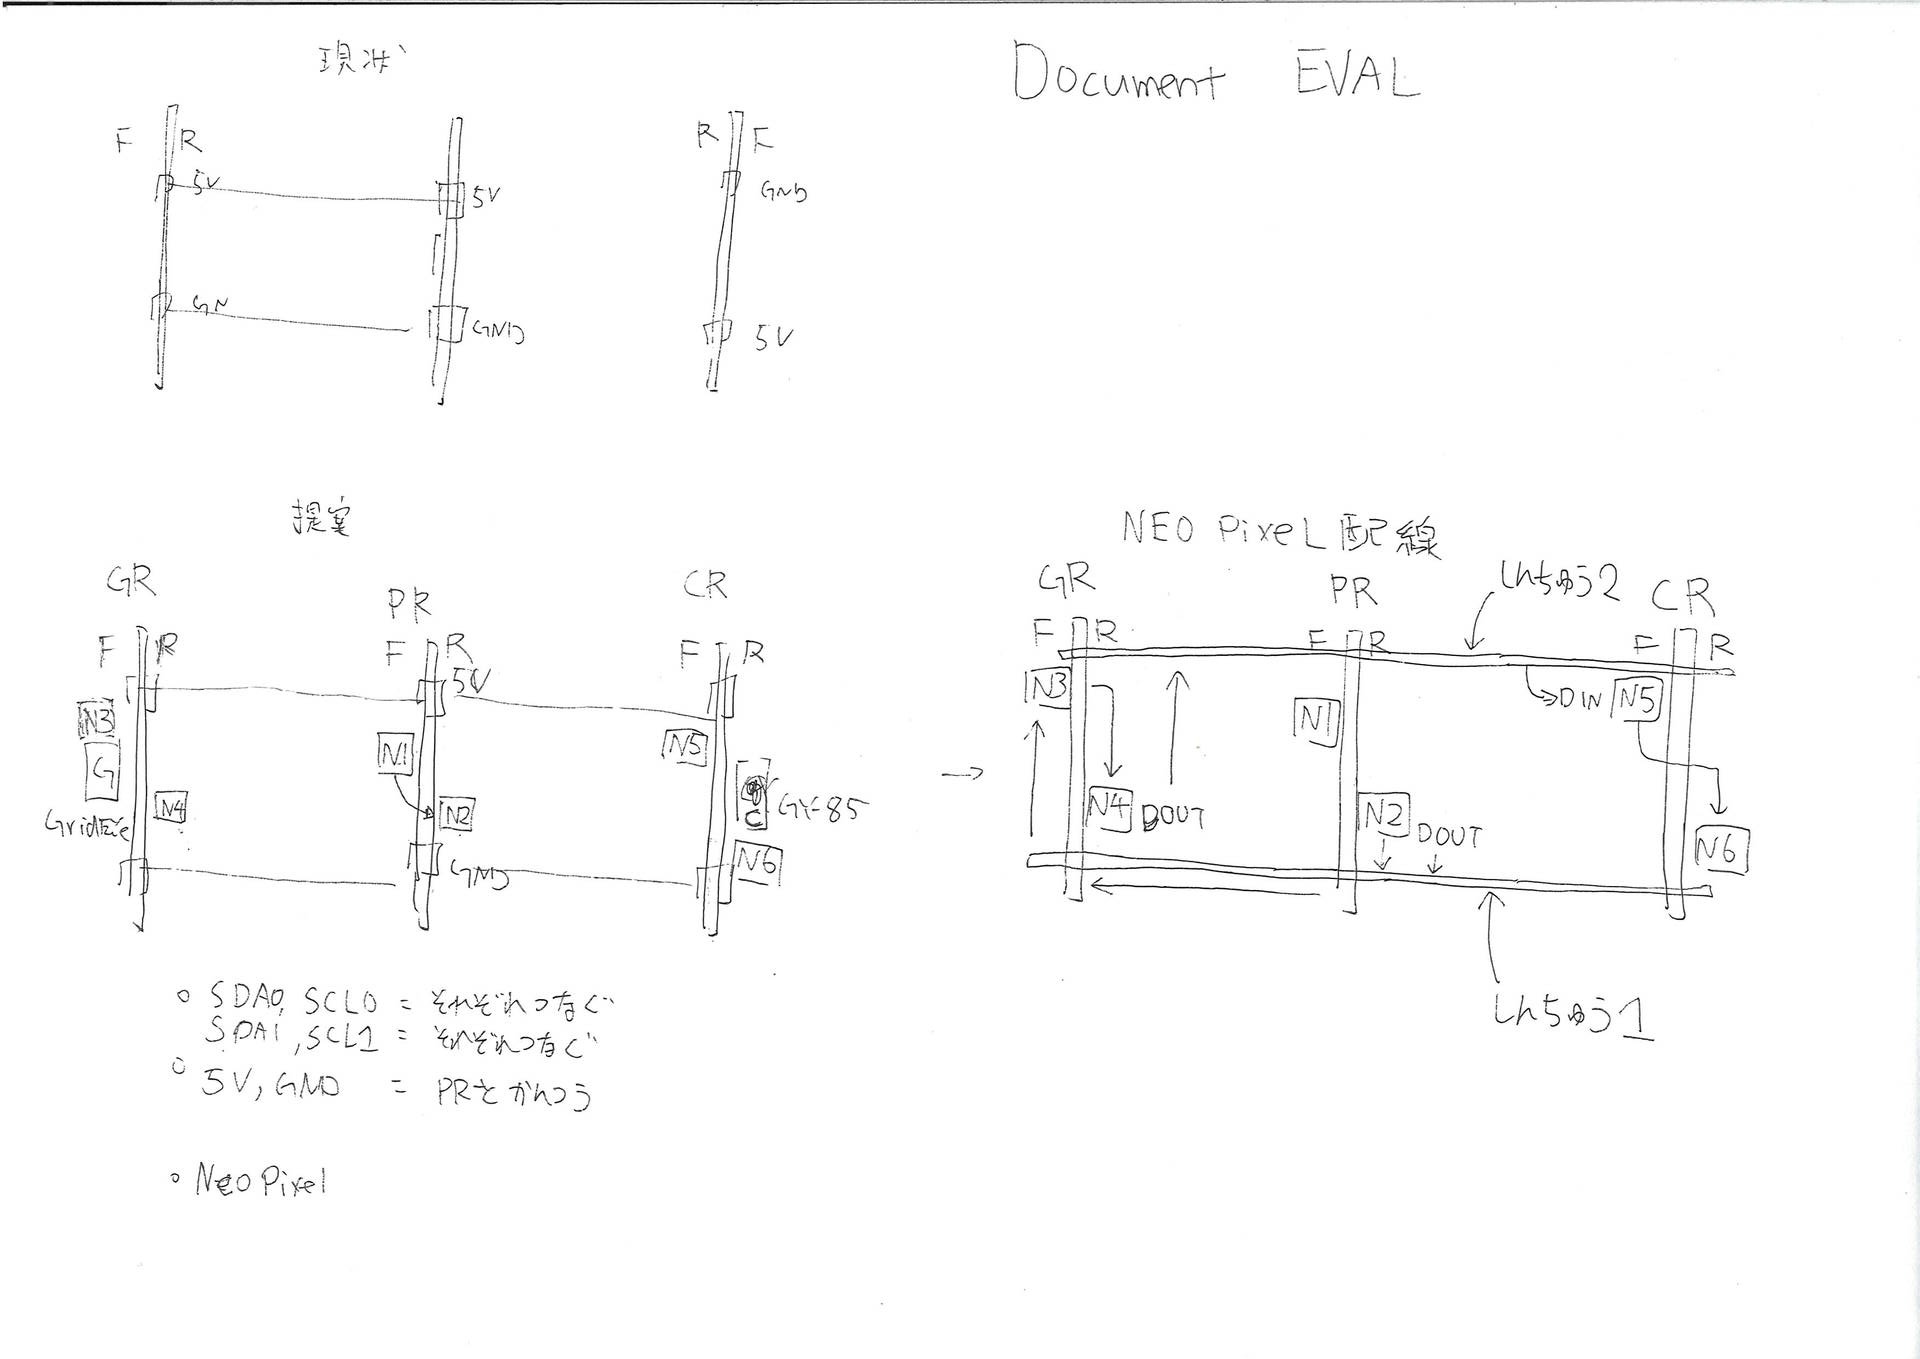 現状
Document EVAL
F R
R F
5V
5V
GND
GN
GND
5V
提案
GR
PR
CR
F R
F R
F R
5V
N3
G
N4
GridEye
N1
N2
GND
N5
C
GY-85
N6
NEO PixeL 配線
GR
PR
しんちゅう2
CR
F R
F R
F R
N3
N1
DIN
N5
N4
DOUT
N2
DOUT
N6
しんちゅう1
○ SDA0, SCL0 = それぞれつなぐ
SDA1, SCL1 = それぞれつなぐ
○ 5V, GND = PRとかんつう
○ NeoPixel